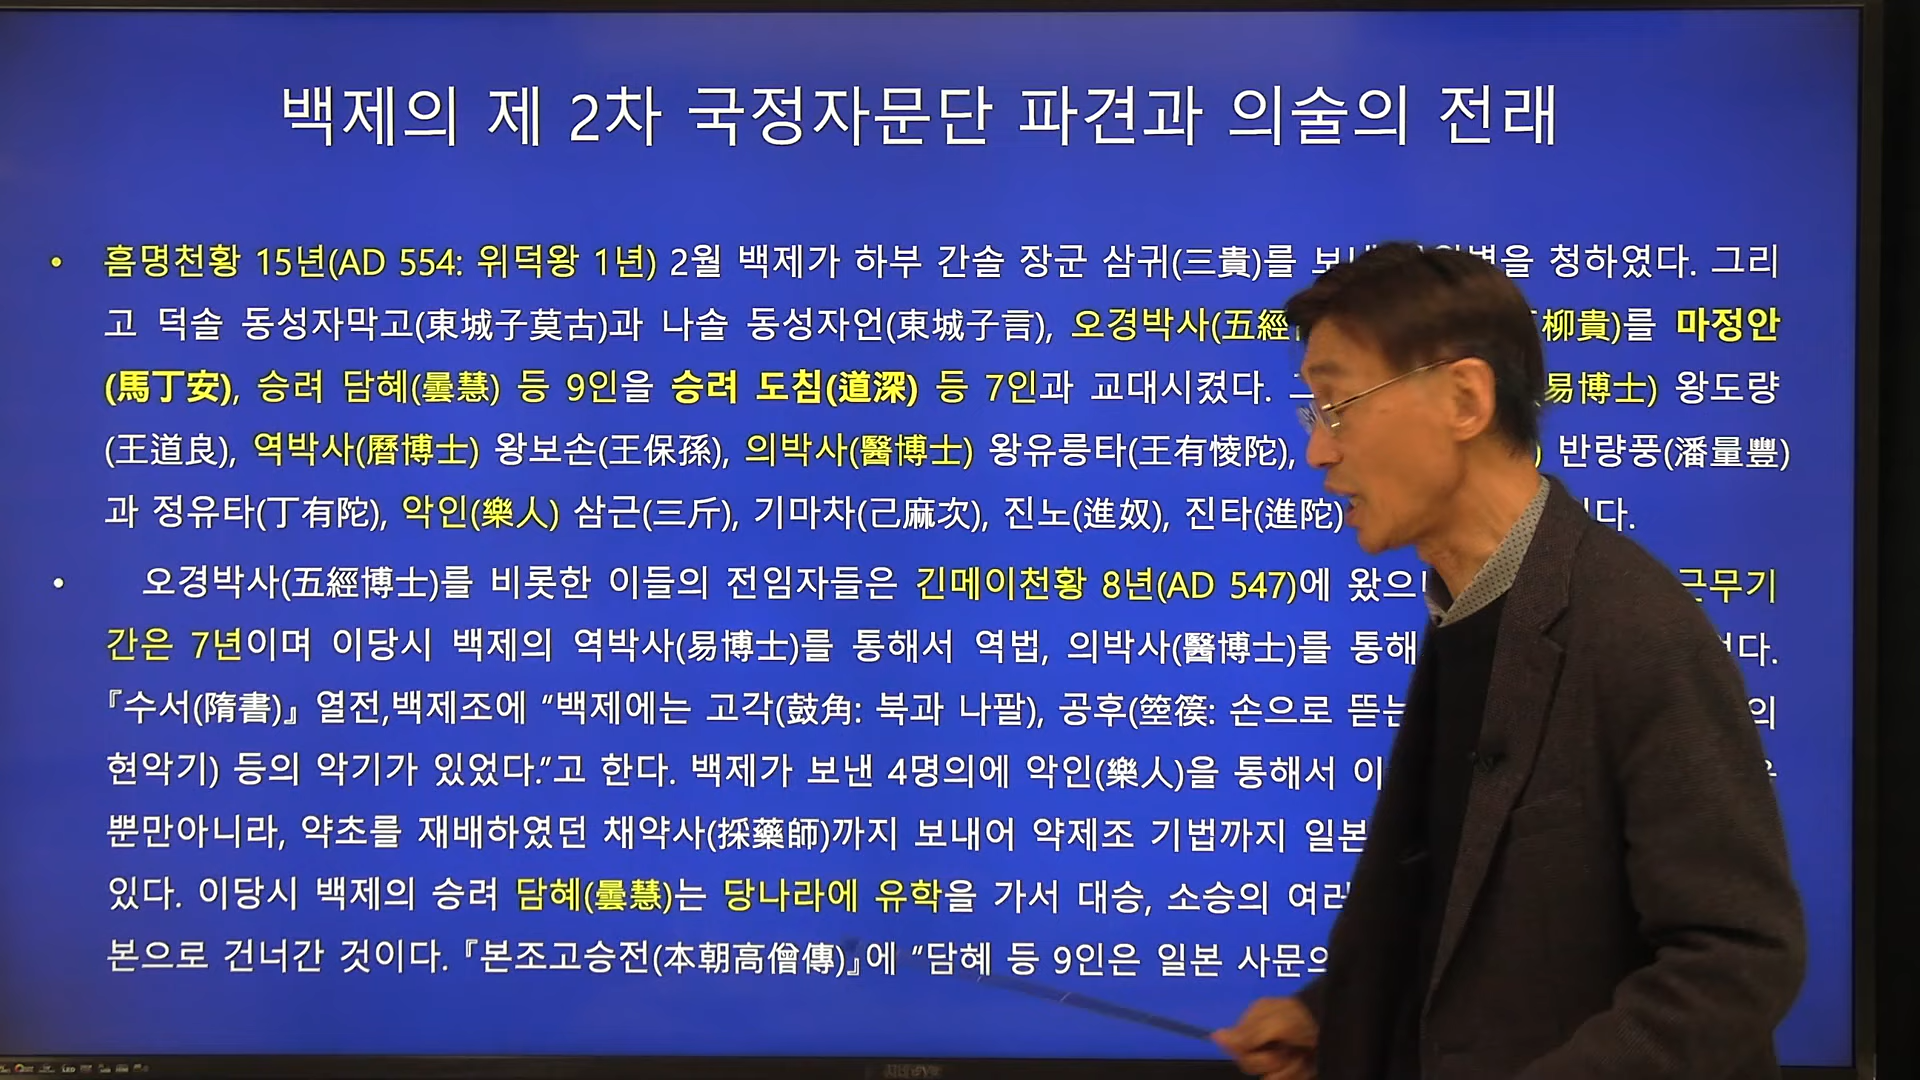 백제의 제 2차 국정자문단 파견과 의술의 전래
• 흠명천황 15년(AD 554: 위덕왕 1년) 2월 백제가 하부 간솔 장군 삼귀(三貴)를 청하였다. 그리
고 덕솔 동성자막고(東城子莫古)과 나솔 동성자언(東城子言), 오경박사(五經 柳貴)를 마정안
(馬丁安), 승려 담혜(曇慧) 등 9인을 승려 도침(道深) 등 7인과 교대시켰다. 易博士) 왕도량
(王道良), 역박사(曆博士) 왕보손(王保孫), 의박사(醫博士) 왕유릉타(王有㥄陀), ) 반량풍(潘量豐)
과 정유타(丁有陀), 악인(樂人) 삼근(三斤), 기마차(己麻次), 진노(進奴), 진타(進陀)
• 오경박사(五經博士)를 비롯한 이들의 전임자들은 긴메이천황 8년(AD 547)에 근무기
간은 7년이며 이당시 백제의 역박사(易博士)를 통해서 역법, 의박사(醫博士)를 통해
『수서(隋書)』 열전,백제조에 “백제에는 고각(鼓角: 북과 나팔), 공후(箜篌: 손으로 뜯는 의
현악기) 등의 악기가 있었다.”고 한다. 백제가 보낸 4명의에 악인(樂人)을 통해서
뿐만아니라, 약초를 재배하였던 채약사(採藥師)까지 보내어 약제조 기법까지
있다. 이당시 백제의 승려 담혜(曇慧)는 당나라에 유학을 가서 대승, 소승의
본으로 건너간 것이다. 『본조고승전(本朝高僧傳)』에 “담혜 등 9인은 일본